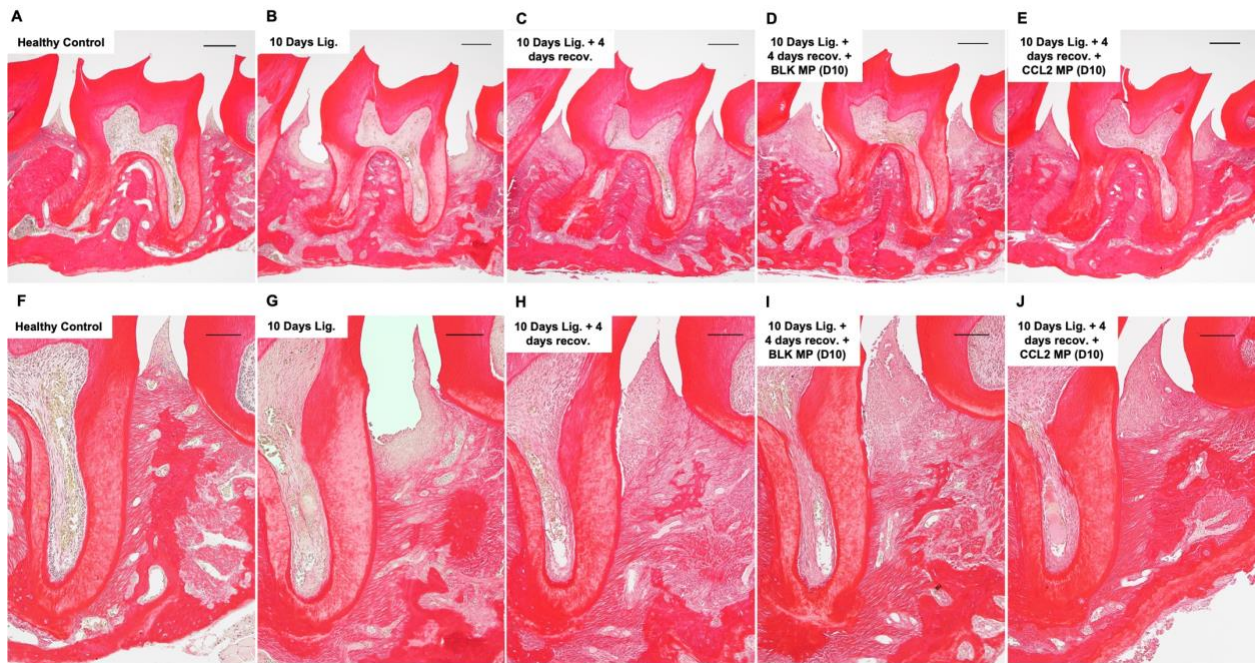 A
Healthy Control
B
10 Days Lig.
C
10 Days Lig. + 4
days recov.
D
10 Days Lig. +
4 days recov. +
BLK MP (D10)
E
10 Days Lig. + 4
days recov. +
CCL2 MP (D10)
F
Healthy Control
G
10 Days Lig.
H
10 Days Lig. + 4
days recov.
I
10 Days Lig. +
4 days recov. +
BLK MP (D10)
J
10 Days Lig. + 4
days recov. +
CCL2 MP (D10)